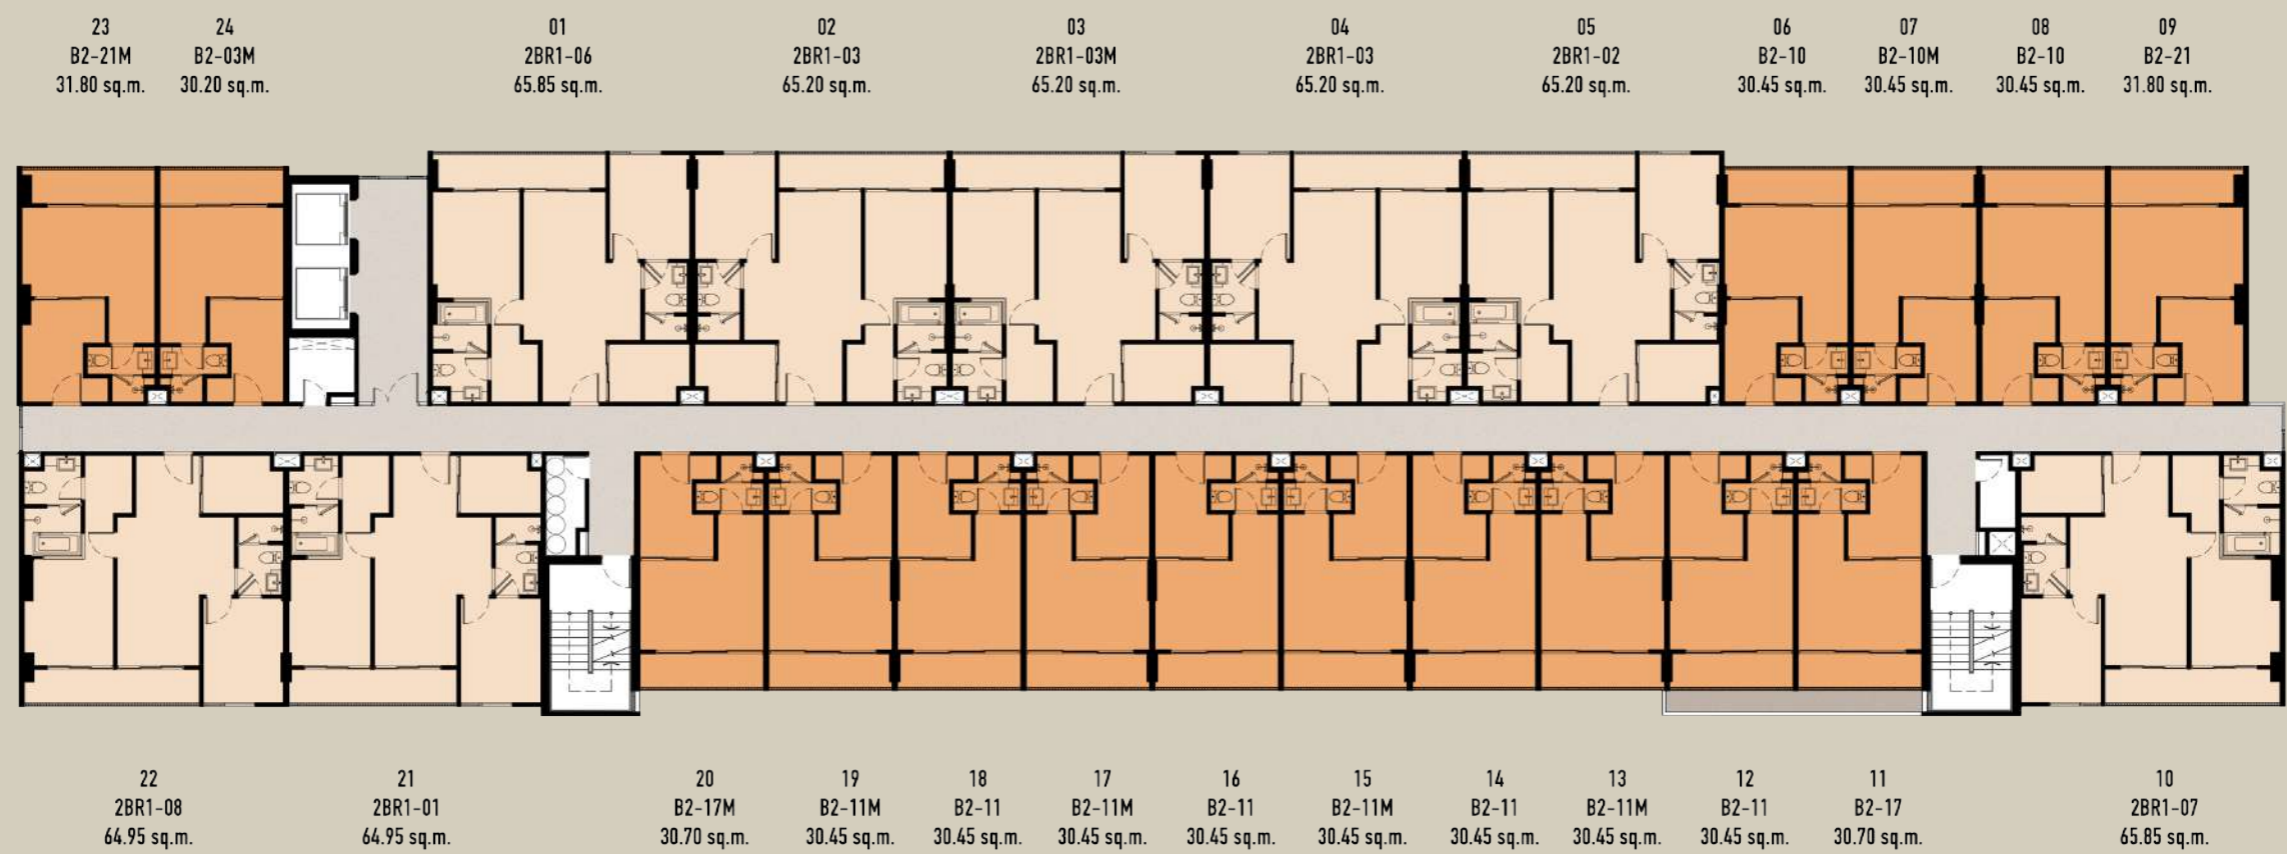 23
B2-21M
31.80 sq.m.
24
B2-03M
30.20 sq.m.
01
2BR1-06
65.85 sq.m.
02
2BR1-03
65.20 sq.m.
03
2BR1-03M
65.20 sq.m.
04
2BR1-03
65.20 sq.m.
05
2BR1-02
65.20 sq.m.
06
B2-10
30.45 sq.m.
07
B2-10M
30.45 sq.m.
08
B2-10
30.45 sq.m.
09
B2-21
31.80 sq.m.
22
2BR1-08
64.95 sq.m.
21
2BR1-01
64.95 sq.m.
20
B2-17M
30.70 sq.m.
19
B2-11M
30.45 sq.m.
18
B2-11
30.45 sq.m.
17
B2-11M
30.45 sq.m.
16
B2-11
30.45 sq.m.
15
B2-11M
30.45 sq.m.
14
B2-11
30.45 sq.m.
13
B2-11M
30.45 sq.m.
12
B2-11
30.45 sq.m.
11
B2-17
30.70 sq.m.
10
2BR1-07
65.85 sq.m.